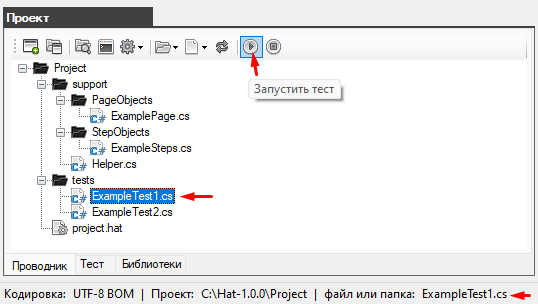 Проект
Запустить тест
Project
support
PageObjects
ExamplePage.cs
StepObjects
ExampleSteps.cs
Helper.cs
tests
ExampleTest1.cs
ExampleTest2.cs
project.hat
Проводник Тест Библиотеки
Кодировка: UTF-8 BOM | Проект: C:\Hat-1.0.0\Project | файл или папка: ExampleTest1.cs